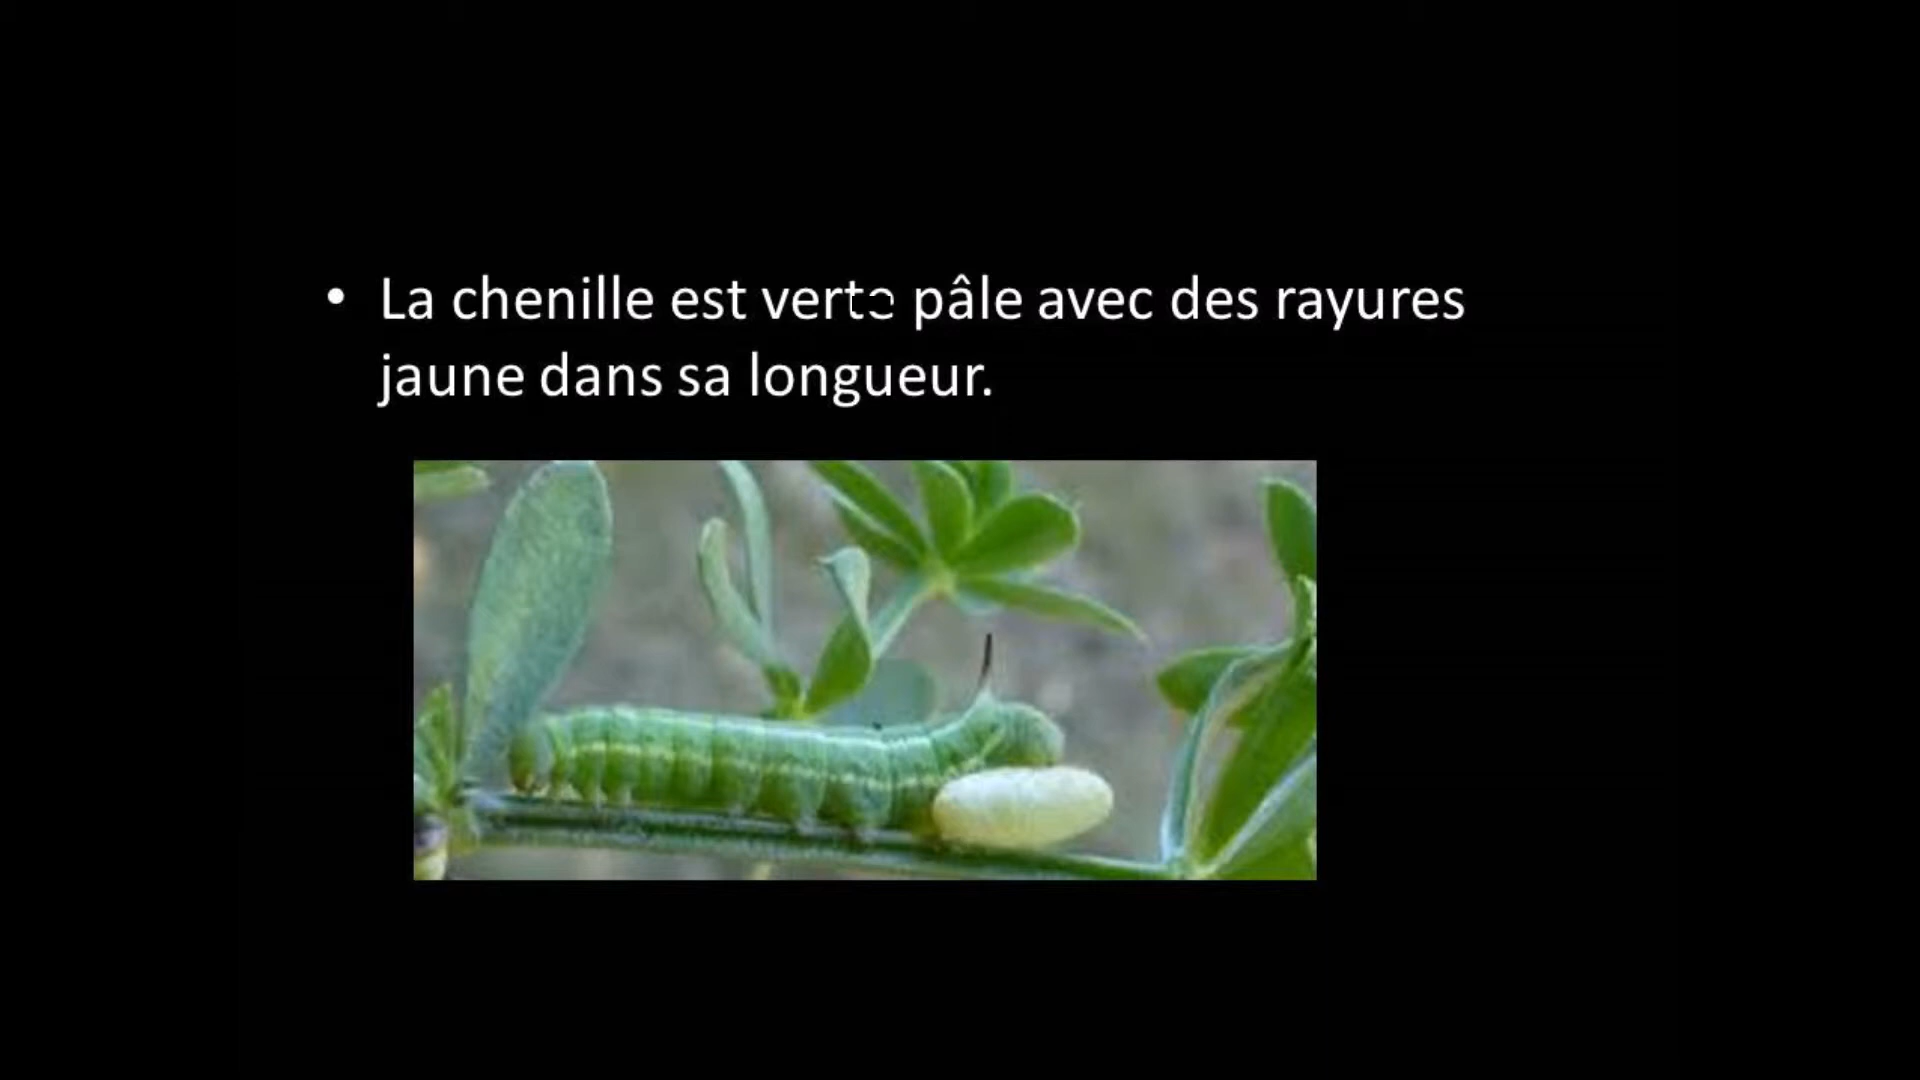 • La chenille est verte pâle avec des rayures
jaune dans sa longueur.